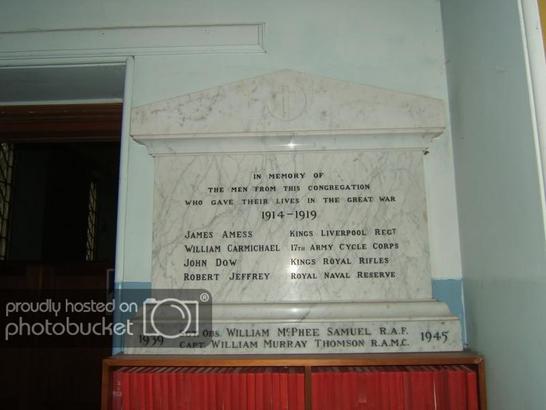 IN MEMORY OF
THE MEN FROM THIS CONGREGATION
WHO GAVE THEIR LIVES IN THE GREAT WAR
1914-1919
JAMES AMESS KINGS LIVERPOOL REGT
WILLIAM CARMICHAEL 17TH ARMY CYCLE CORPS
JOHN DOW KINGS ROYAL RIFLES
ROBERT JEFFREY ROYAL NAVAL RESERVE
1939 OBS. WILLIAM MCPHEE SAMUEL R.A.F. 1945
CAPT. WILLIAM MURRAY THOMSON R.A.M.C.
proudly hosted on
photobucket